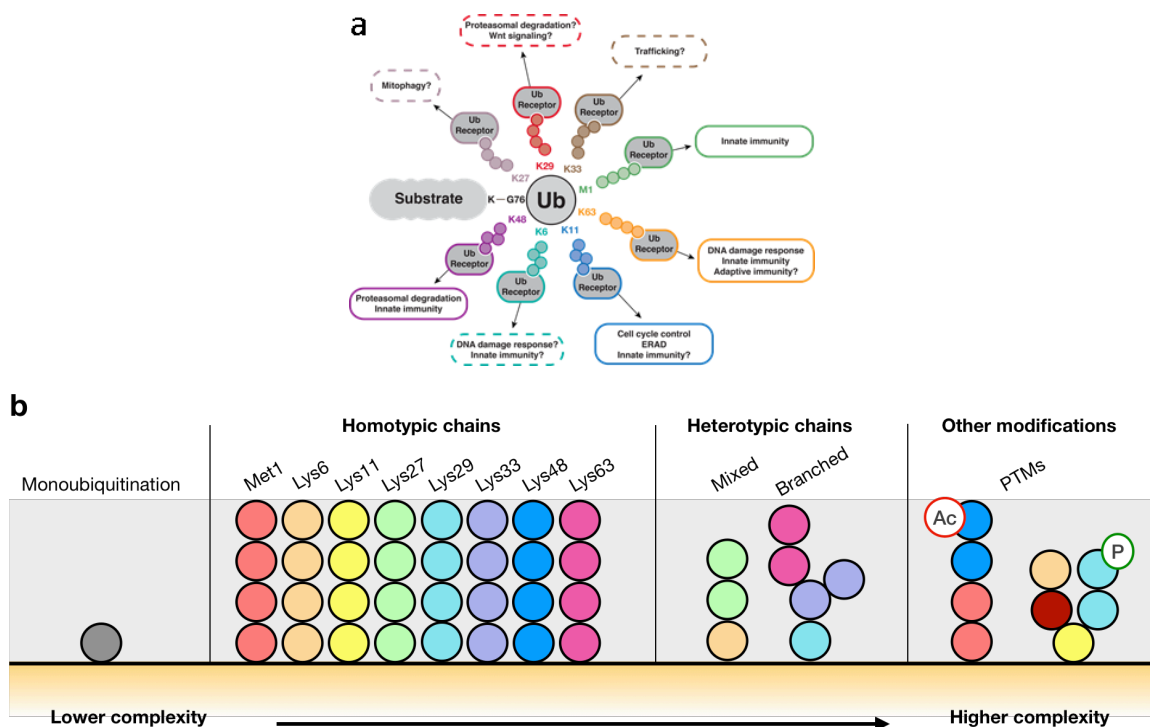 a
Proteasomal degradation?
Wnt signaling?
Trafficking?
Mitophagy?
Ub
Receptor
Ub
Receptor
Ub
Receptor
Ub
Receptor
Innate immunity
K27
K29
K33
M1
Substrate
K—G76
Ub
K63
K48
K6
K11
Ub
Receptor
DNA damage response
Innate immunity
Adaptive immunity?
Ub
Receptor
Ub
Receptor
Ub
Receptor
Proteasomal degradation
Innate immunity
DNA damage response?
Innate immunity?
Cell cycle control
ERAD
Innate immunity?
b
Homotypic chains
Heterotypic chains
Other modifications
Monoubiquitination
Met1
Lys6
Lys11
Lys27
Lys29
Lys33
Lys48
Lys63
Mixed
Branched
PTMs
Ac
P
Lower complexity
Higher complexity